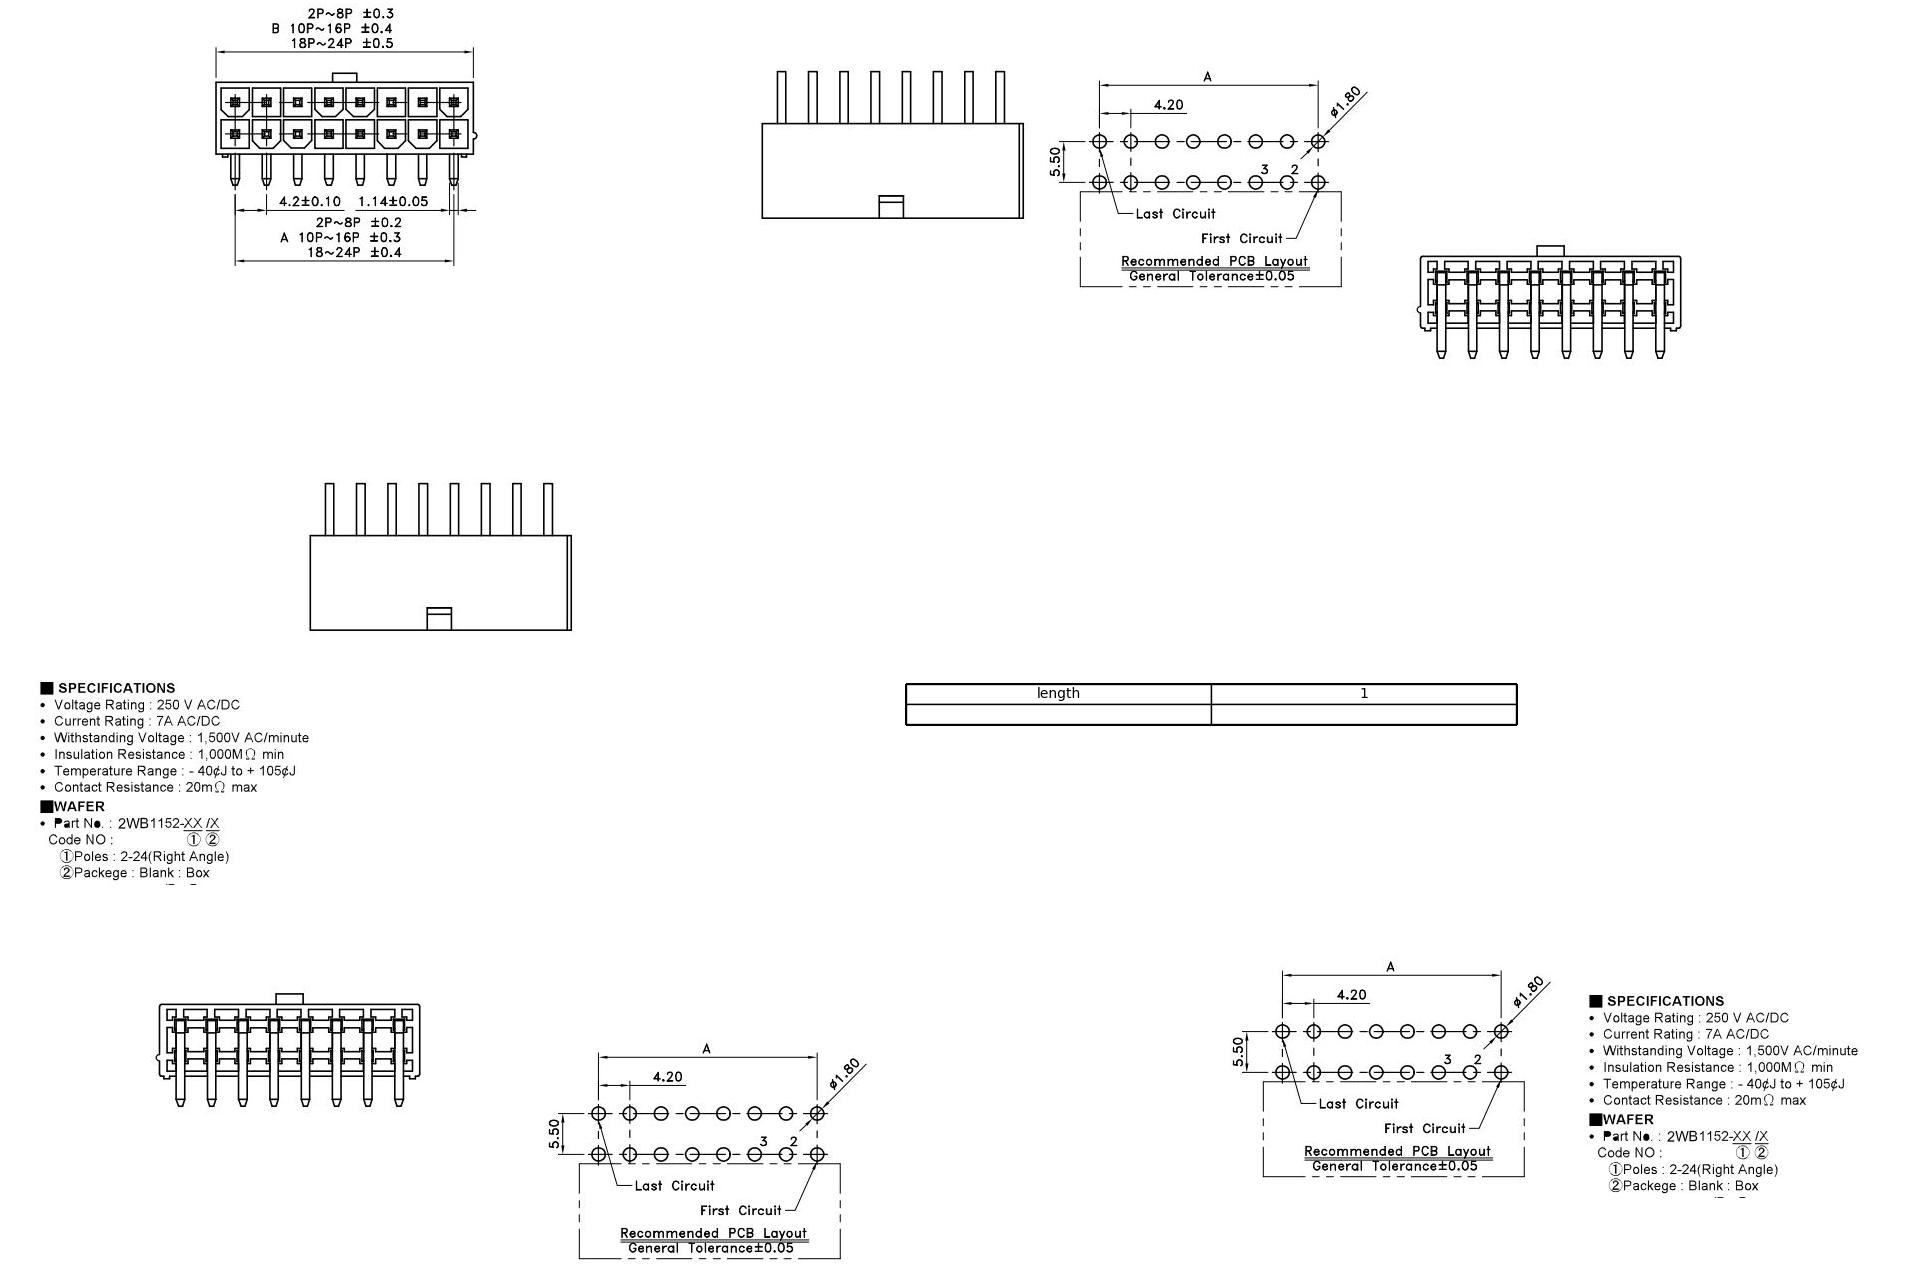 2P~8P ±0.3
B 10P~16P ±0.4
18P~24P ±0.5
4.2±0.10 1.14±0.05
2P~8P ±0.2
A 10P~16P ±0.3
18~24P ±0.4
A
4.20
ø1.80
5.50
3 2
Last Circuit
First Circuit
Recommended PCB Layout
General Tolerance±0.05
■ SPECIFICATIONS
• Voltage Rating : 250 V AC/DC
• Current Rating : 7A AC/DC
• Withstanding Voltage : 1,500V AC/minute
• Insulation Resistance : 1,000MΩ min
• Temperature Range : - 40¢J to + 105¢J
• Contact Resistance : 20mΩ max
■WAFER
• Part No. : 2WB1152-XX /X
Code NO : ① ②
①Poles : 2-24(Right Angle)
②Packege : Blank : Box
length 1
A
4.20
ø1.80
5.50
3 2
Last Circuit
First Circuit
Recommended PCB Layout
General Tolerance±0.05
A
4.20
ø1.80
5.50
3 2
Last Circuit
First Circuit
Recommended PCB Layout
General Tolerance±0.05
■ SPECIFICATIONS
• Voltage Rating : 250 V AC/DC
• Current Rating : 7A AC/DC
• Withstanding Voltage : 1,500V AC/minute
• Insulation Resistance : 1,000MΩ min
• Temperature Range : - 40¢J to + 105¢J
• Contact Resistance : 20mΩ max
■WAFER
• Part No. : 2WB1152-XX /X
Code NO : ① ②
①Poles : 2-24(Right Angle)
②Packege : Blank : Box